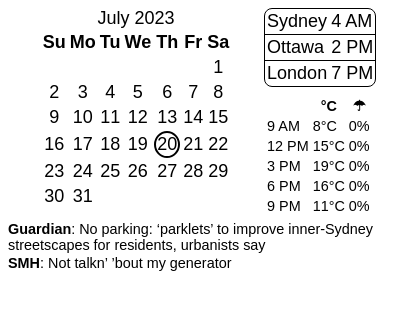 July 2023
Su Mo Tu We Th Fr Sa
1
2 3 4 5 6 7 8
9 10 11 12 13 14 15
16 17 18 19 20 21 22
23 24 25 26 27 28 29
30 31
Sydney 4 AM
Ottawa 2 PM
London 7 PM
°C ☂
9 AM 8°C 0%
12 PM 15°C 0%
3 PM 19°C 0%
6 PM 16°C 0%
9 PM 11°C 0%
Guardian: No parking: ‘parklets’ to improve inner-Sydney
streetscapes for residents, urbanists say
SMH: Not talkn’ ’bout my generator